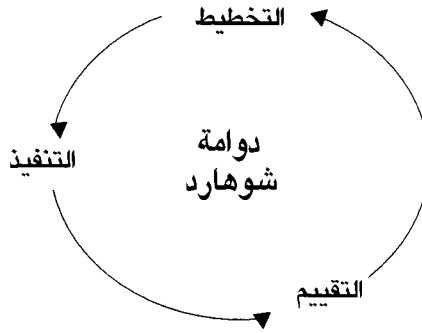 التخطيط
دوامة
شوهارد
التنفيذ
التقييم